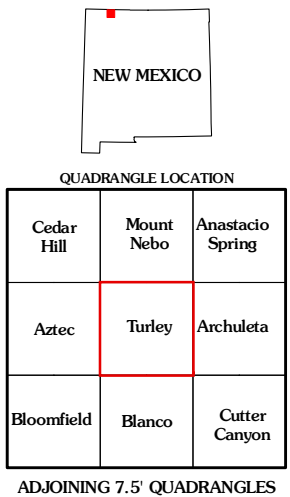 NEW MEXICO
QUADRANGLE LOCATION
Cedar
Hill
Mount
Nebo
Anastacio
Spring
Aztec
Turley
Archuleta
Bloomfield
Blanco
Cutter
Canyon
ADJOINING 7.5' QUADRANGLES